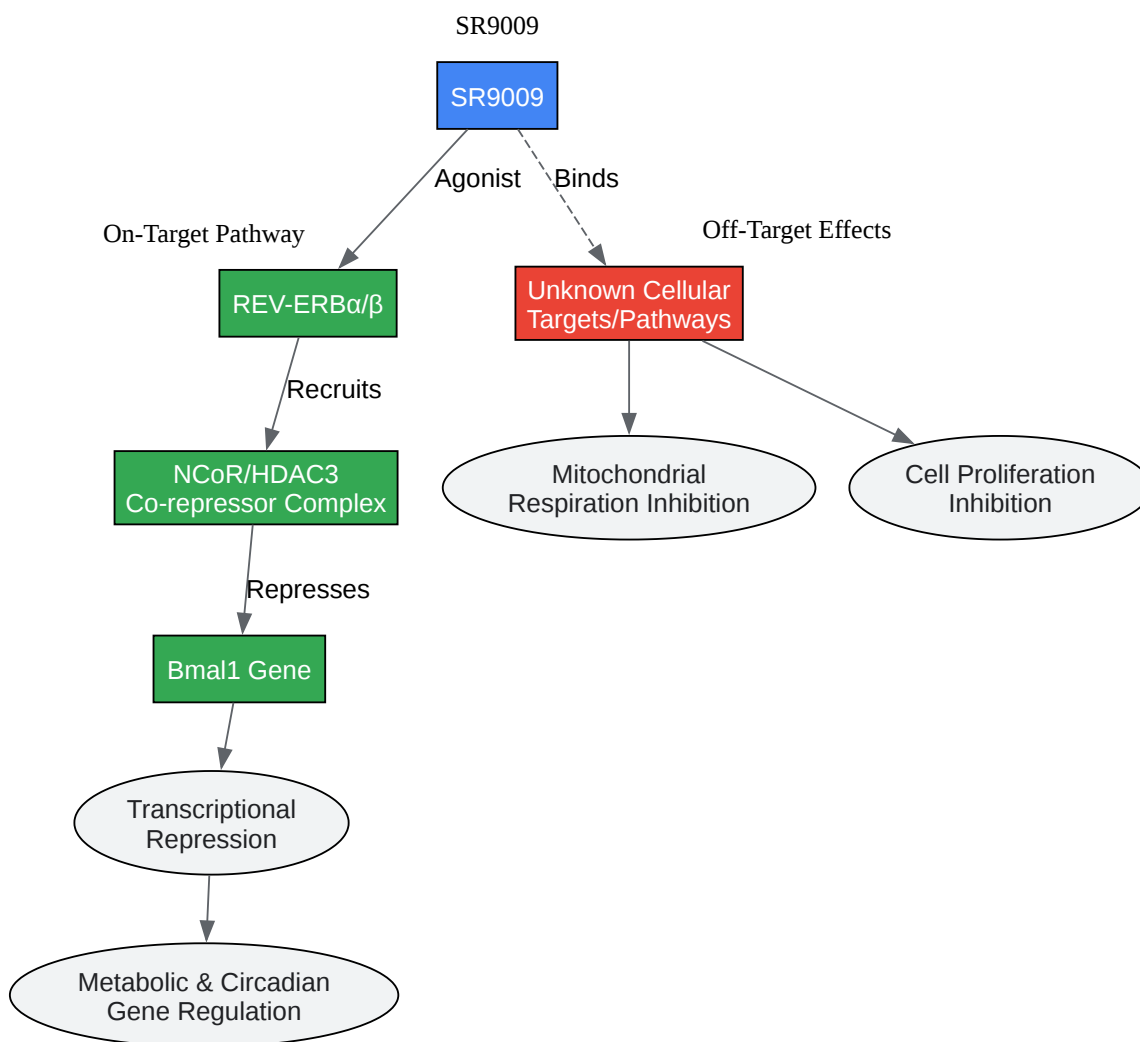 SR9009
SR9009
Agonist
Binds
On-Target Pathway
Off-Target Effects
REV-ERBα/β
Unknown Cellular
Targets/Pathways
Recruits
NCoR/HDAC3
Co-repressor Complex
Mitochondrial
Respiration Inhibition
Cell Proliferation
Inhibition
Represses
Bmal1 Gene
Transcriptional
Repression
Metabolic & Circadian
Gene Regulation